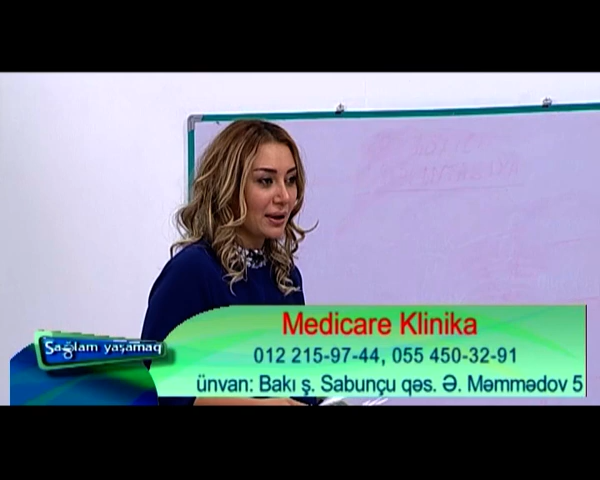 Medicare Klinika
Sağlam yaşamaq
012 215-97-44, 055 450-32-91
ünvan: Bakı ş. Sabunçu qəs. Ə. Məmmədov 5